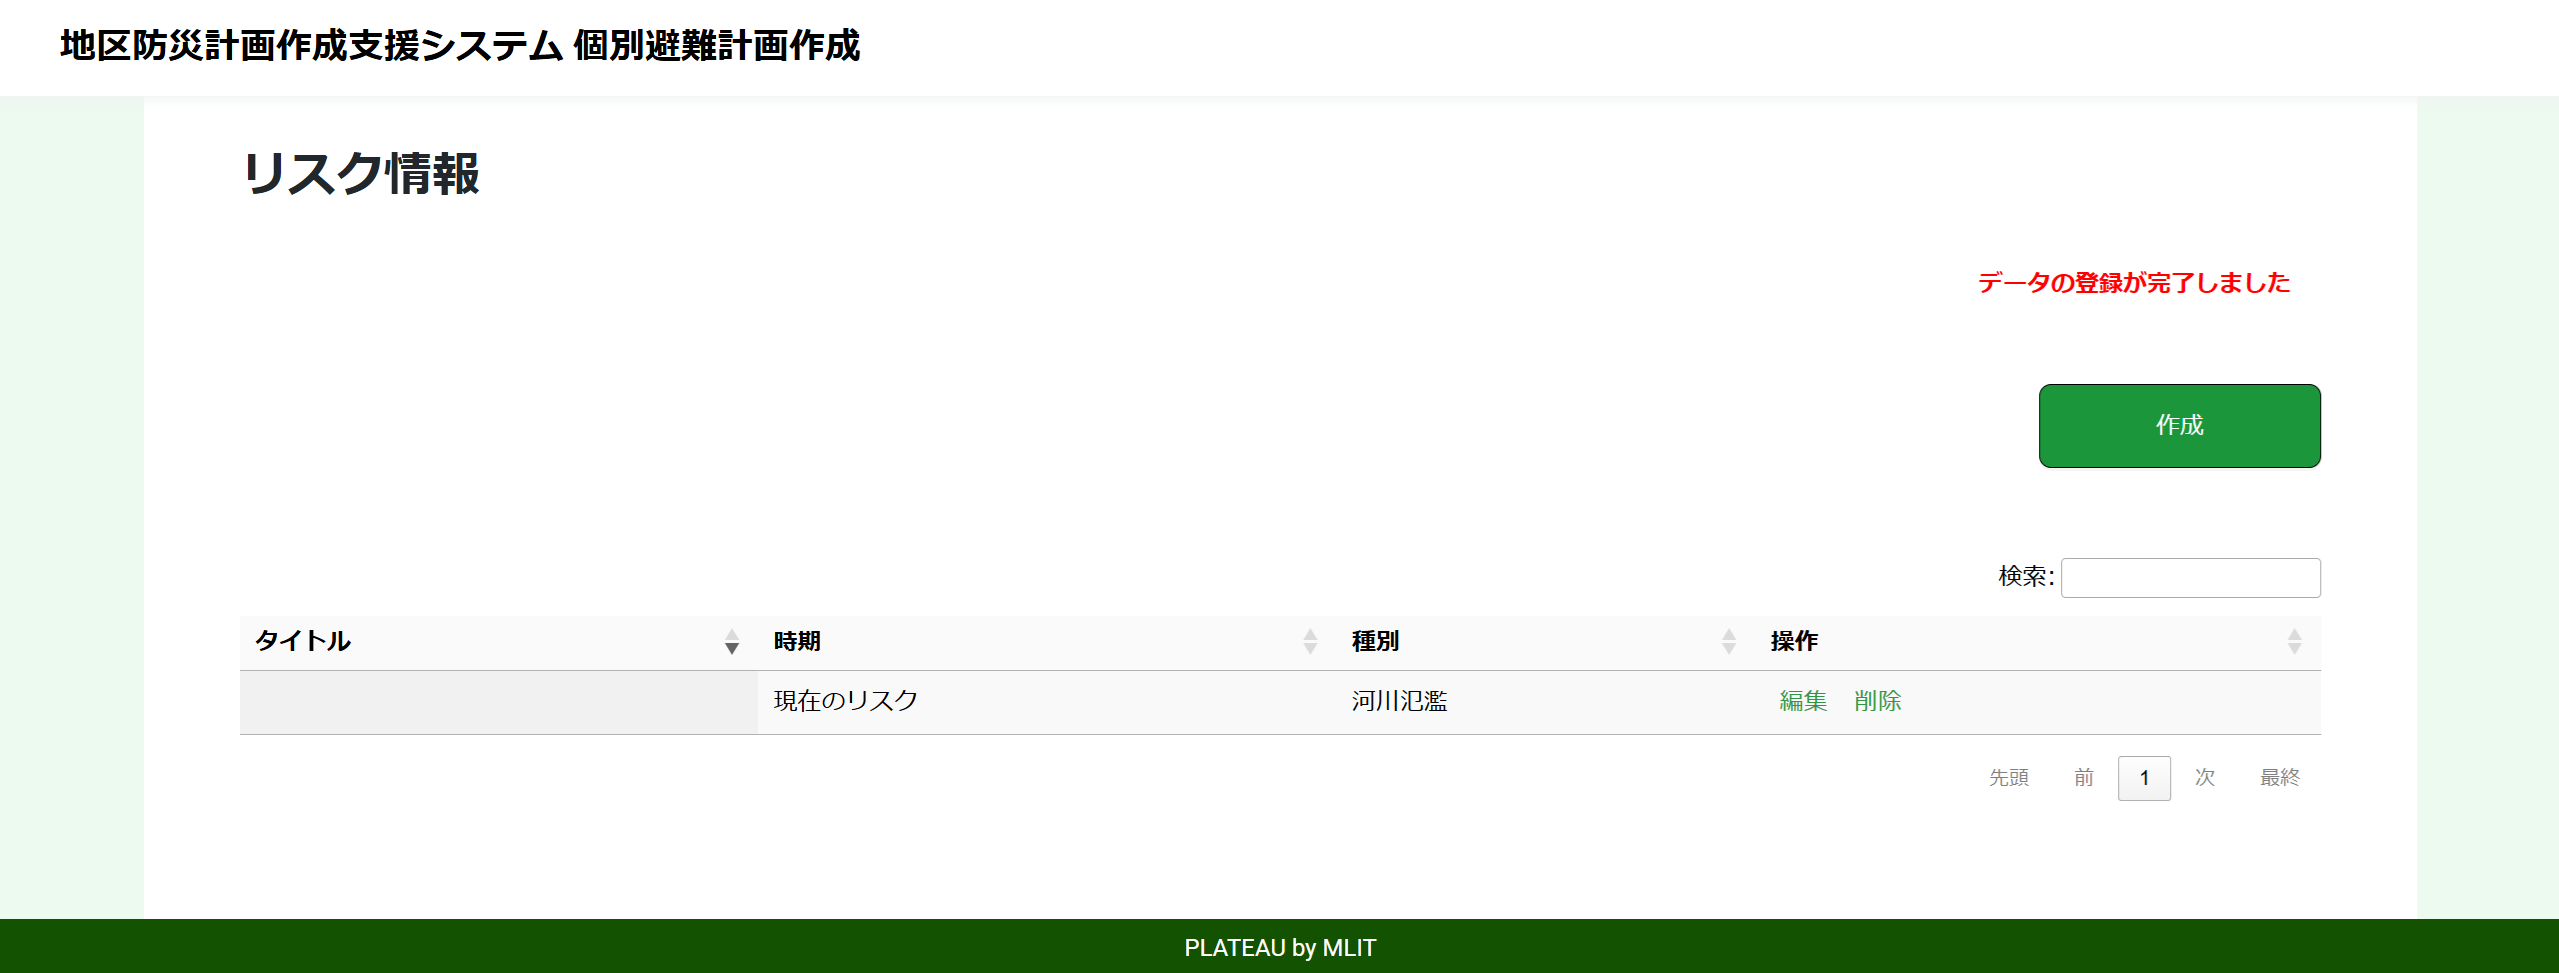 地区防災計画作成支援システム 個別避難計画作成
リスク情報
データの登録が完了しました
作成
検索:
タイトル 時期 種別 操作
現在のリスク 河川氾濫 編集 削除
先頭 前 1 次 最終
PLATEAU by MLIT